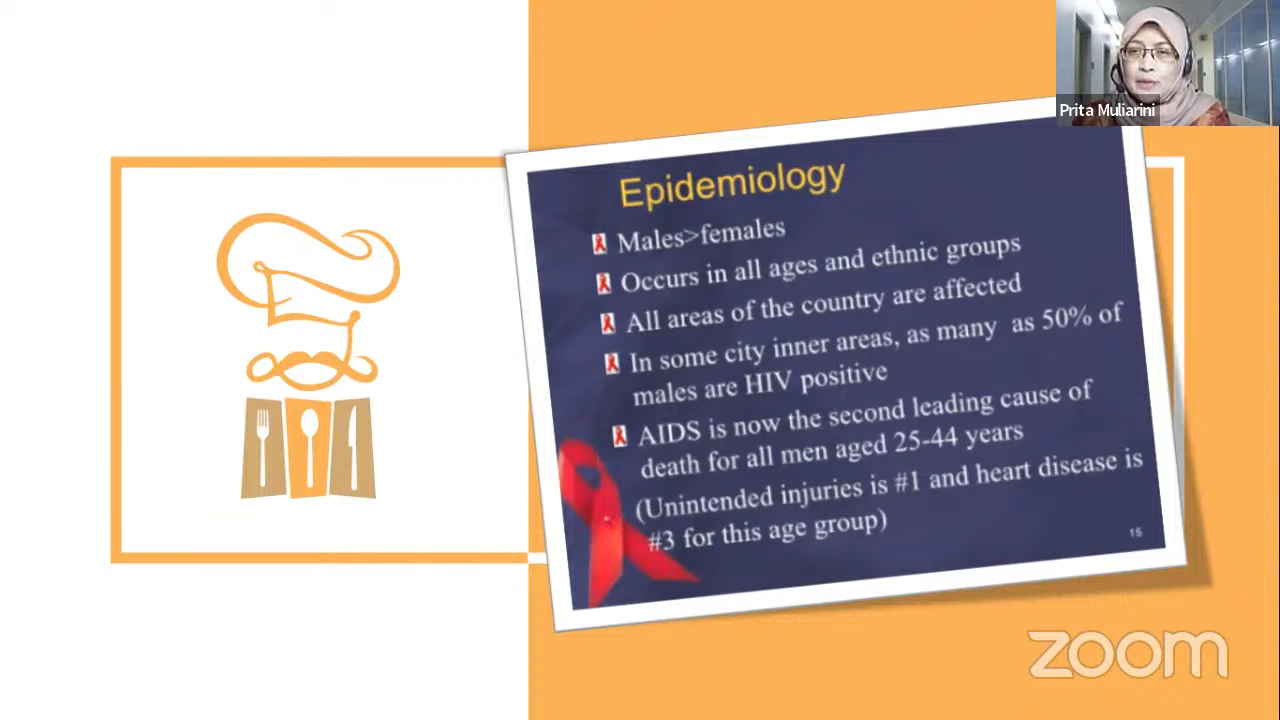 Prita Muliarini
Epidemiology
Males>females
Occurs in all ages and ethnic groups
All areas of the country are affected
In some city inner areas, as many as 50% of
males are HIV positive
AIDS is now the second leading cause of
death for all men aged 25-44 years
(Unintended injuries is #1 and heart disease is
#3 for this age group)
15
zoom